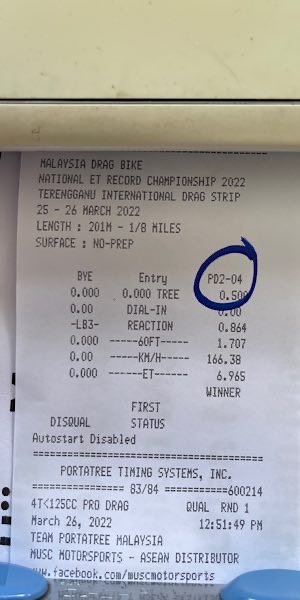 MALAYSIA DRAG BIKE
NATIONAL ET RECORD CHAMPIONSHIP 2022
TERENGGANU INTERNATIONAL DRAG STRIP
25 - 26 MARCH 2022
LENGTH : 201M - 1/8 MILES
SURFACE : NO-PREP
BYE Entry PD2-04
0.000 0.000 TREE 0.500
0.00 DIAL-IN 0.00
-LB3- REACTION 0.864
0.000 -----60FT----- 1.707
0.00 -----KM/H----- 166.38
0.000 ------ET------ 6.965
WINNER
FIRST
DISQUAL STATUS
Autostart Disabled
PORTATREE TIMING SYSTEMS, INC.
================ 83/84 ===========600214
4T<125CC PRO DRAG QUAL RND 1
March 26, 2022 12:51:49 PM
TEAM PORTATREE MALAYSIA
MUSC MOTORSPORTS - ASEAN DISTRIBUTOR
www.facebook.com/muscmotorsports